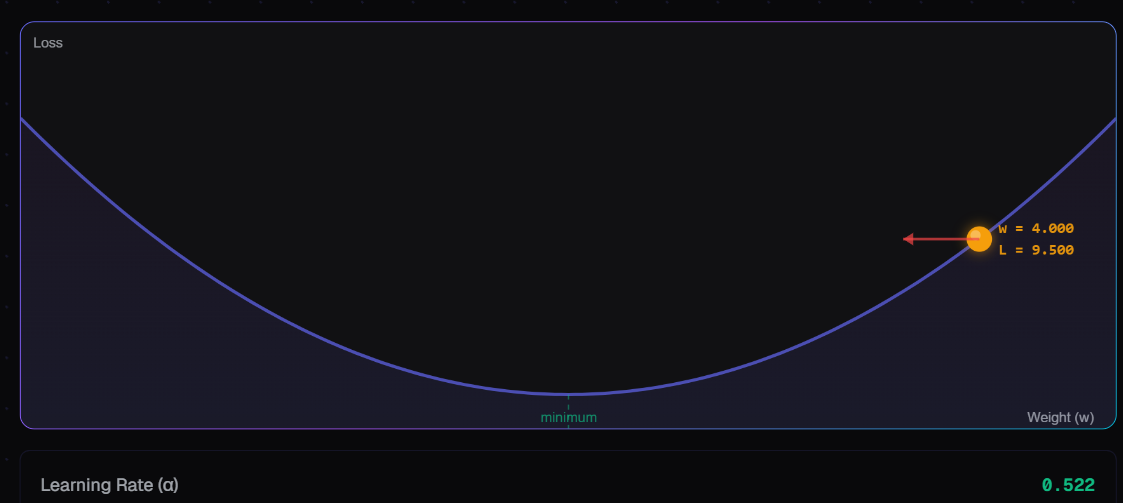 Loss
w = 4.000
L = 9.500
minimum
Weight (w)
Learning Rate (α)
0.522